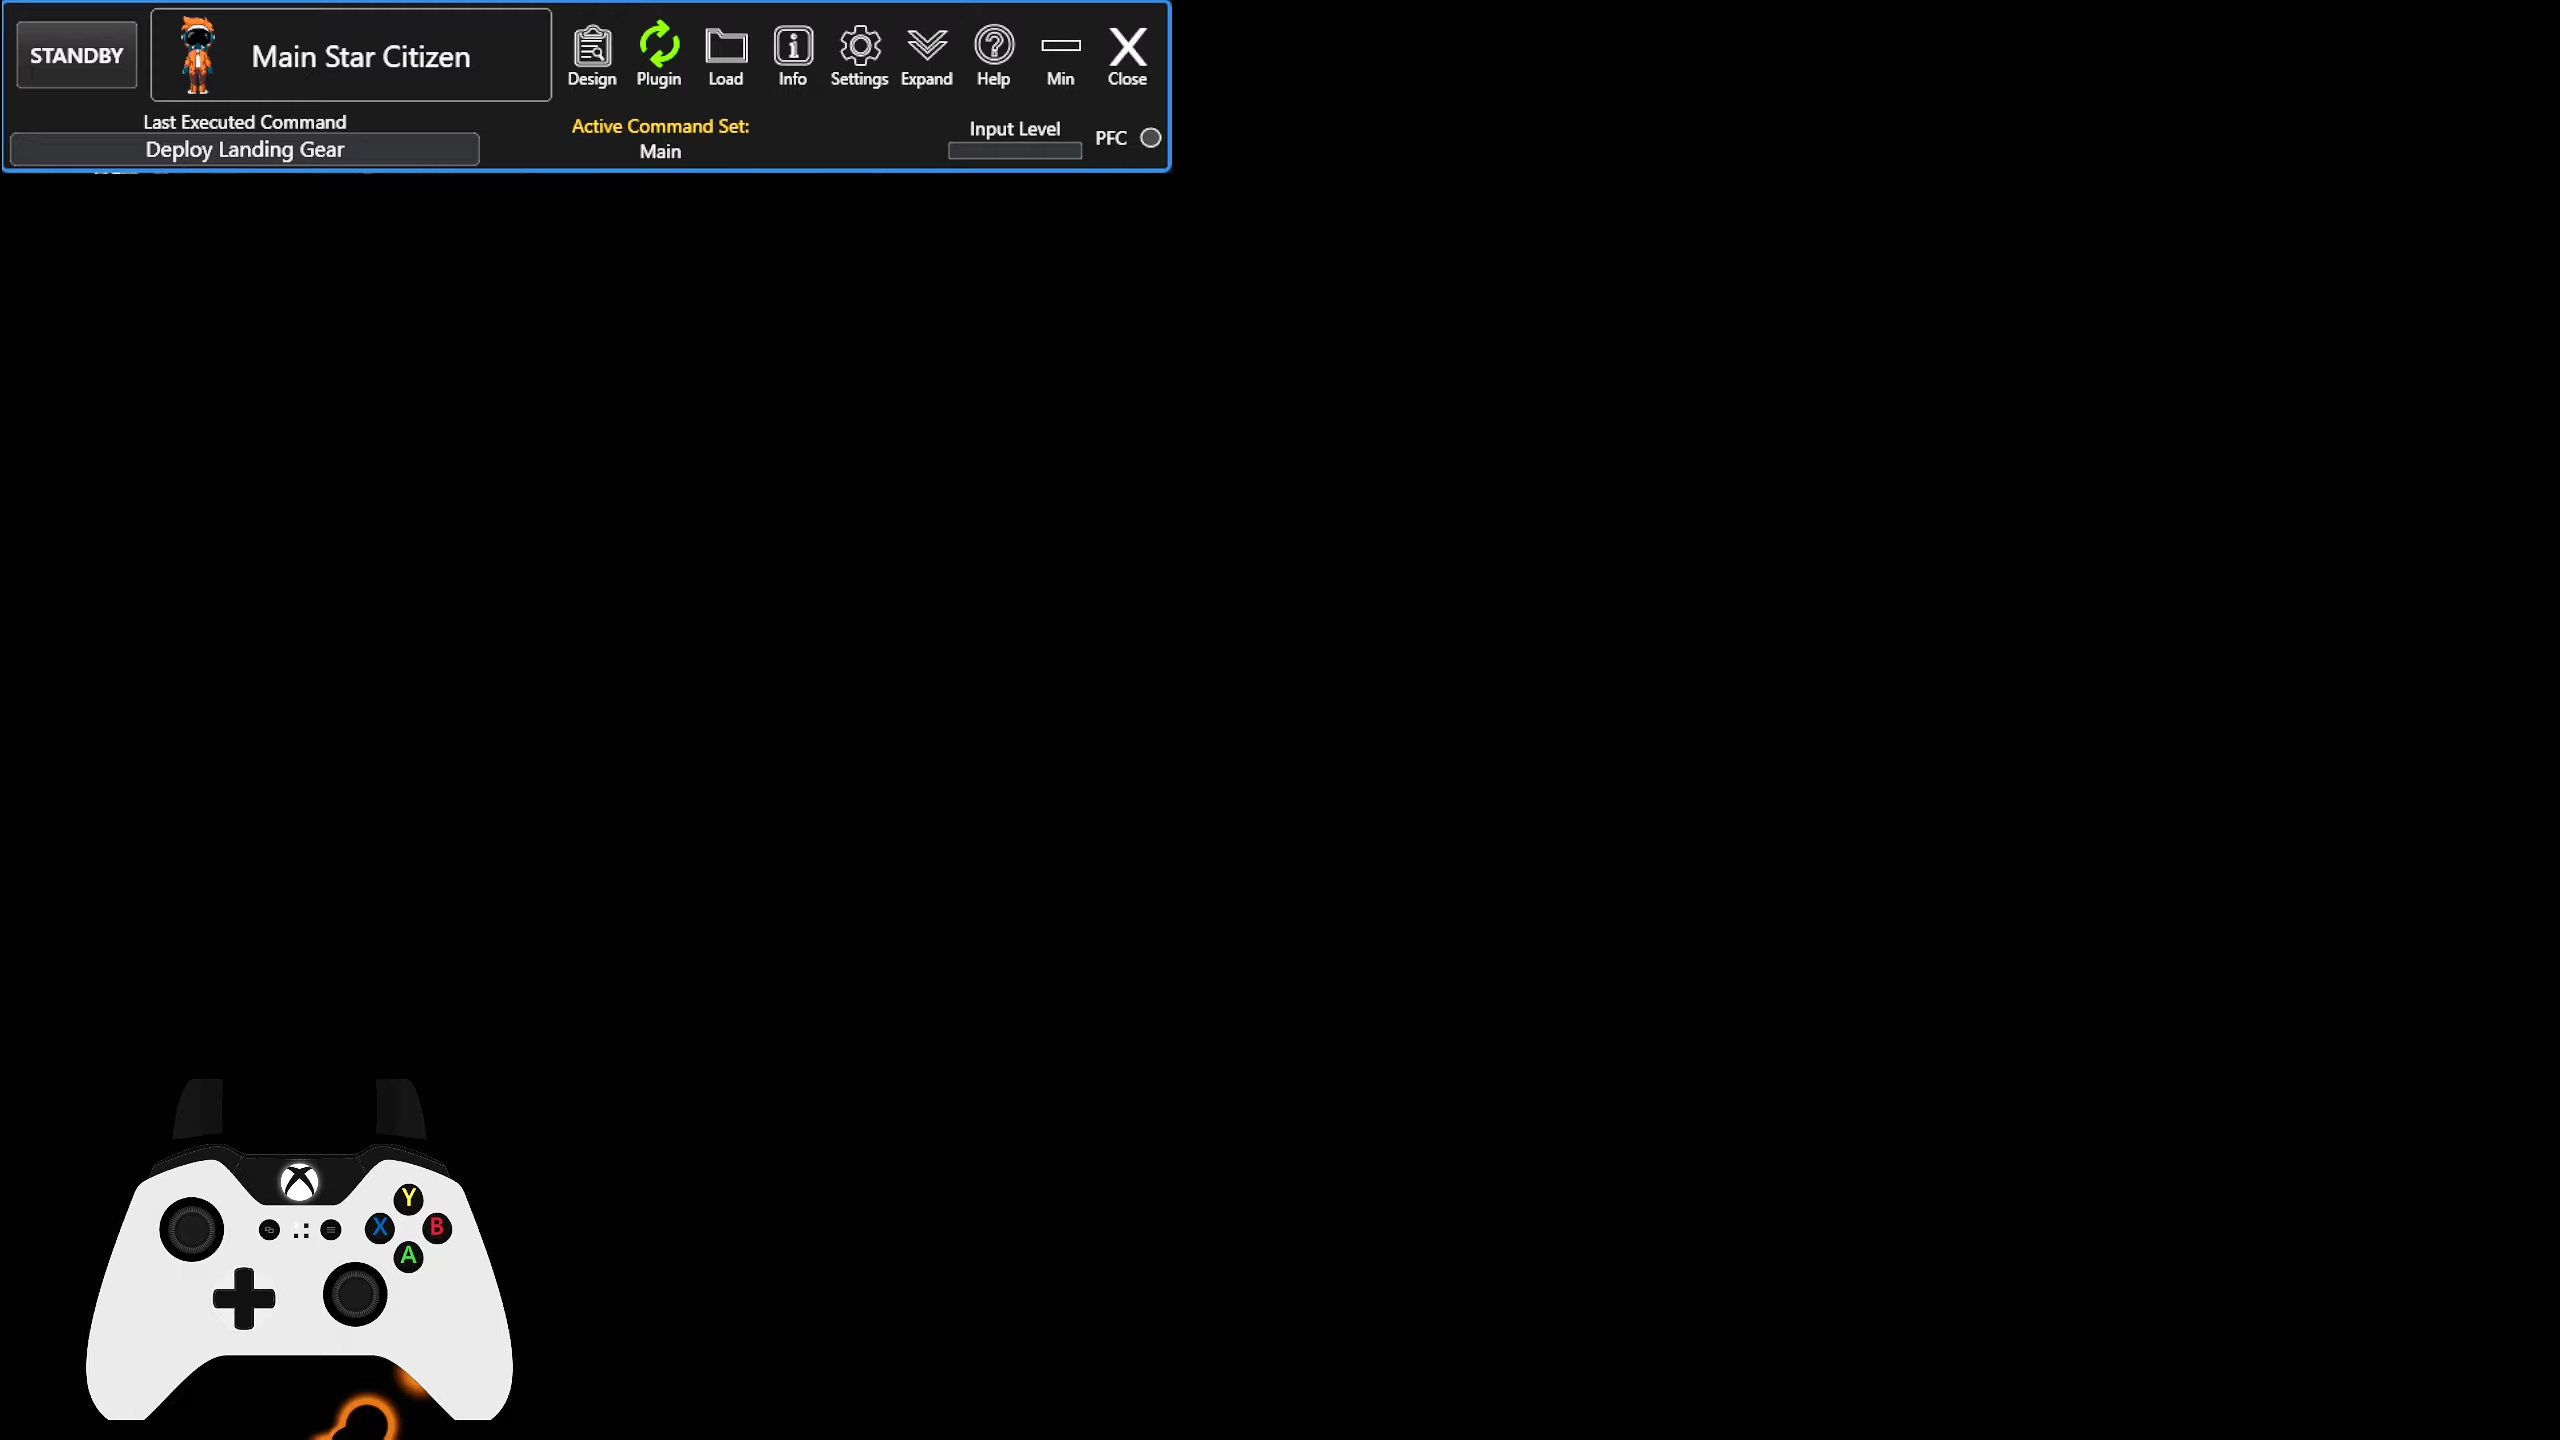 STANDBY
Main Star Citizen
Design
Plugin
Load
Info
Settings
Expand
Help
Min
Close
Last Executed Command
Deploy Landing Gear
Active Command Set:
Main
Input Level
PFC
Y
X
B
A